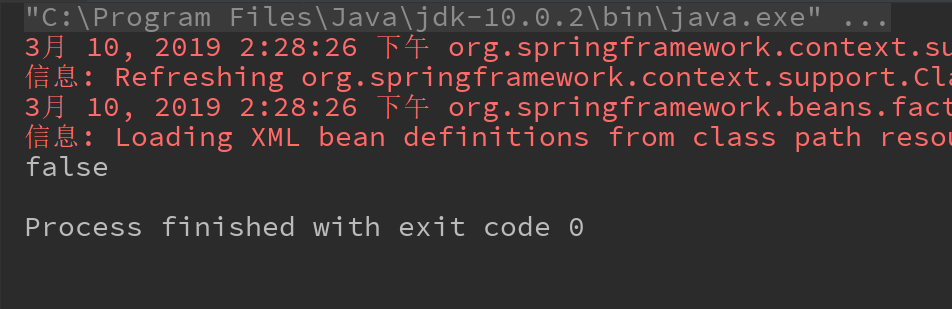 "C:\Program Files\Java\jdk-10.0.2\bin\java.exe" ...
3月 10, 2019 2:28:26 下午 org.springframework.context.su
信息: Refreshing org.springframework.context.support.Cla
3月 10, 2019 2:28:26 下午 org.springframework.beans.fact
信息: Loading XML bean definitions from class path resou
false
Process finished with exit code 0